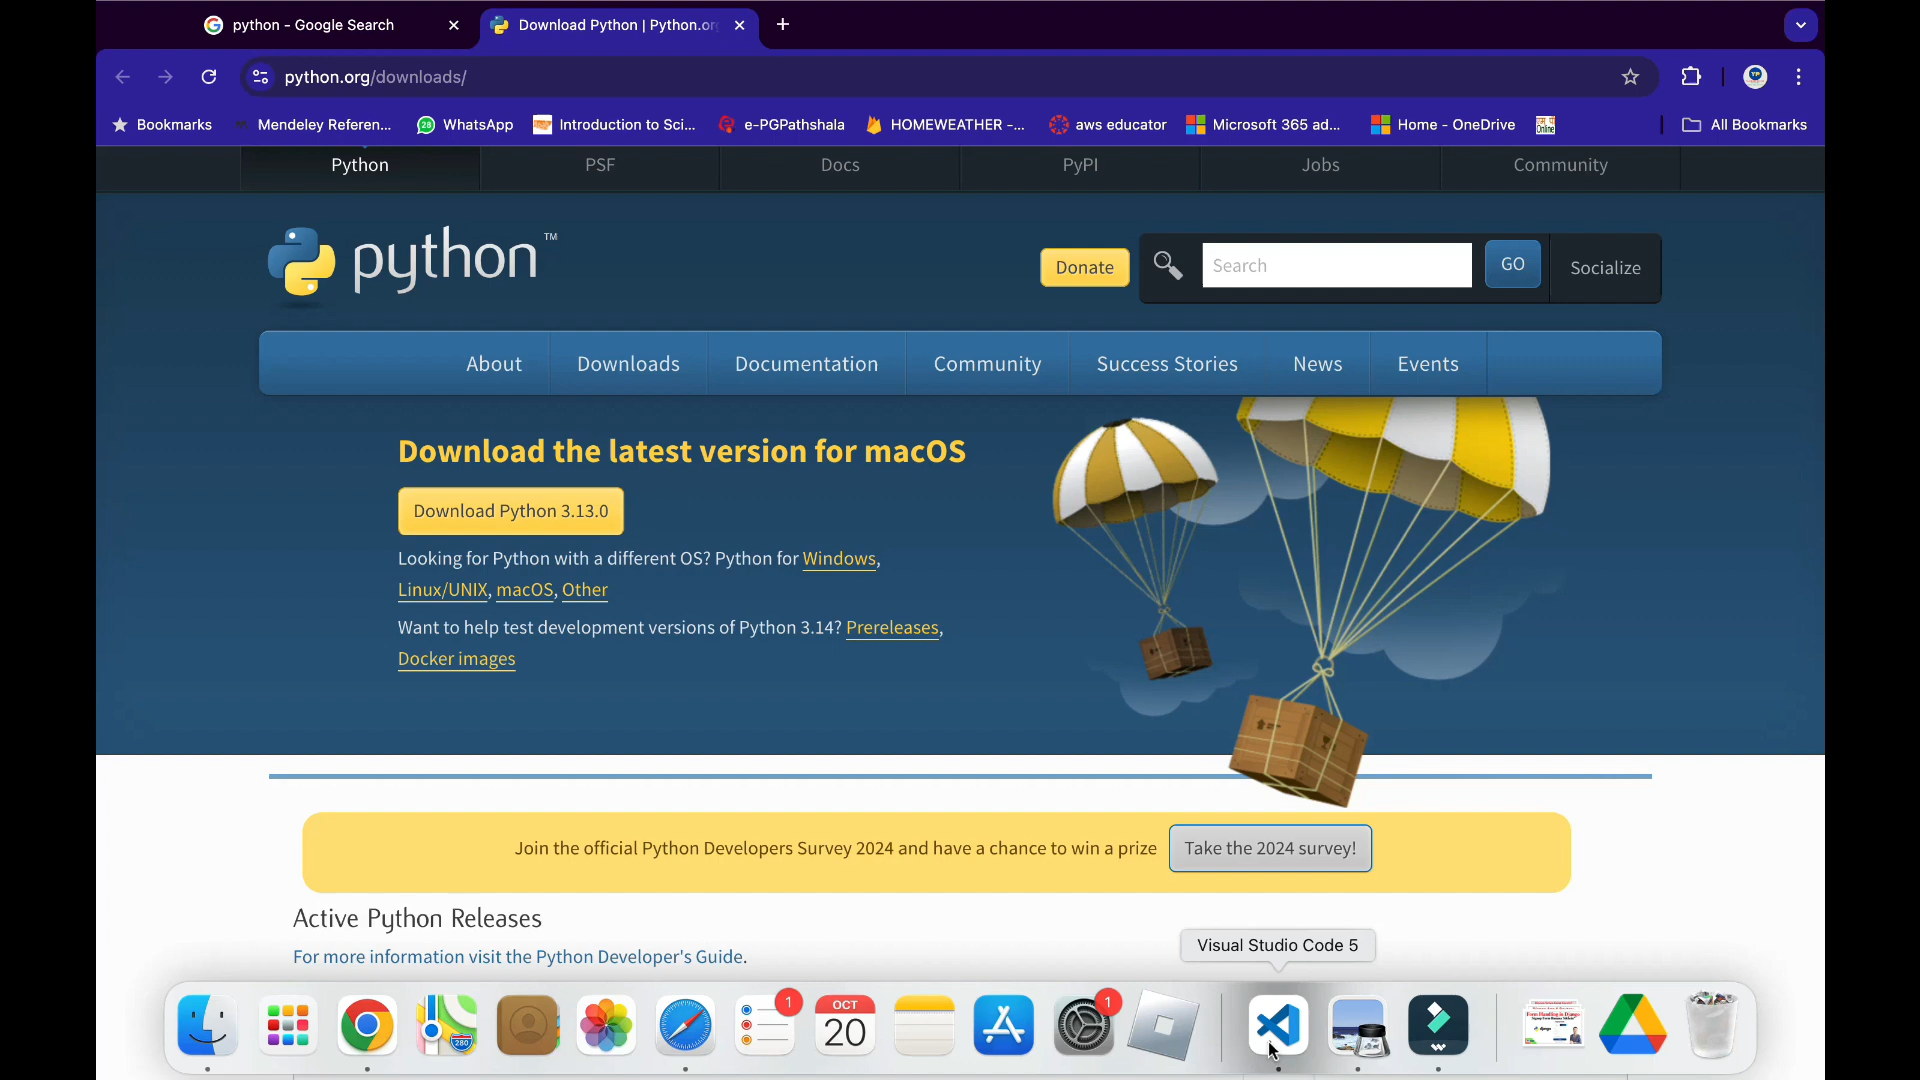 python - Google Search
Download Python | Python.or
python.org/downloads/
Bookmarks
Mendeley Referen...
WhatsApp
Introduction to Sci...
e-PGPathshala
HOMEWEATHER -...
aws educator
Microsoft 365 ad...
Home - OneDrive
All Bookmarks
Python
PSF
Docs
PyPI
Jobs
Community
python™
Donate
Search
GO
Socialize
About
Downloads
Documentation
Community
Success Stories
News
Events
Download the latest version for macOS
Download Python 3.13.0
Looking for Python with a different OS? Python for Windows,
Linux/UNIX, macOS, Other
Want to help test development versions of Python 3.14? Prereleases,
Docker images
Join the official Python Developers Survey 2024 and have a chance to win a prize
Take the 2024 survey!
Active Python Releases
For more information visit the Python Developer's Guide.
Visual Studio Code 5
1
OCT
20
1
280